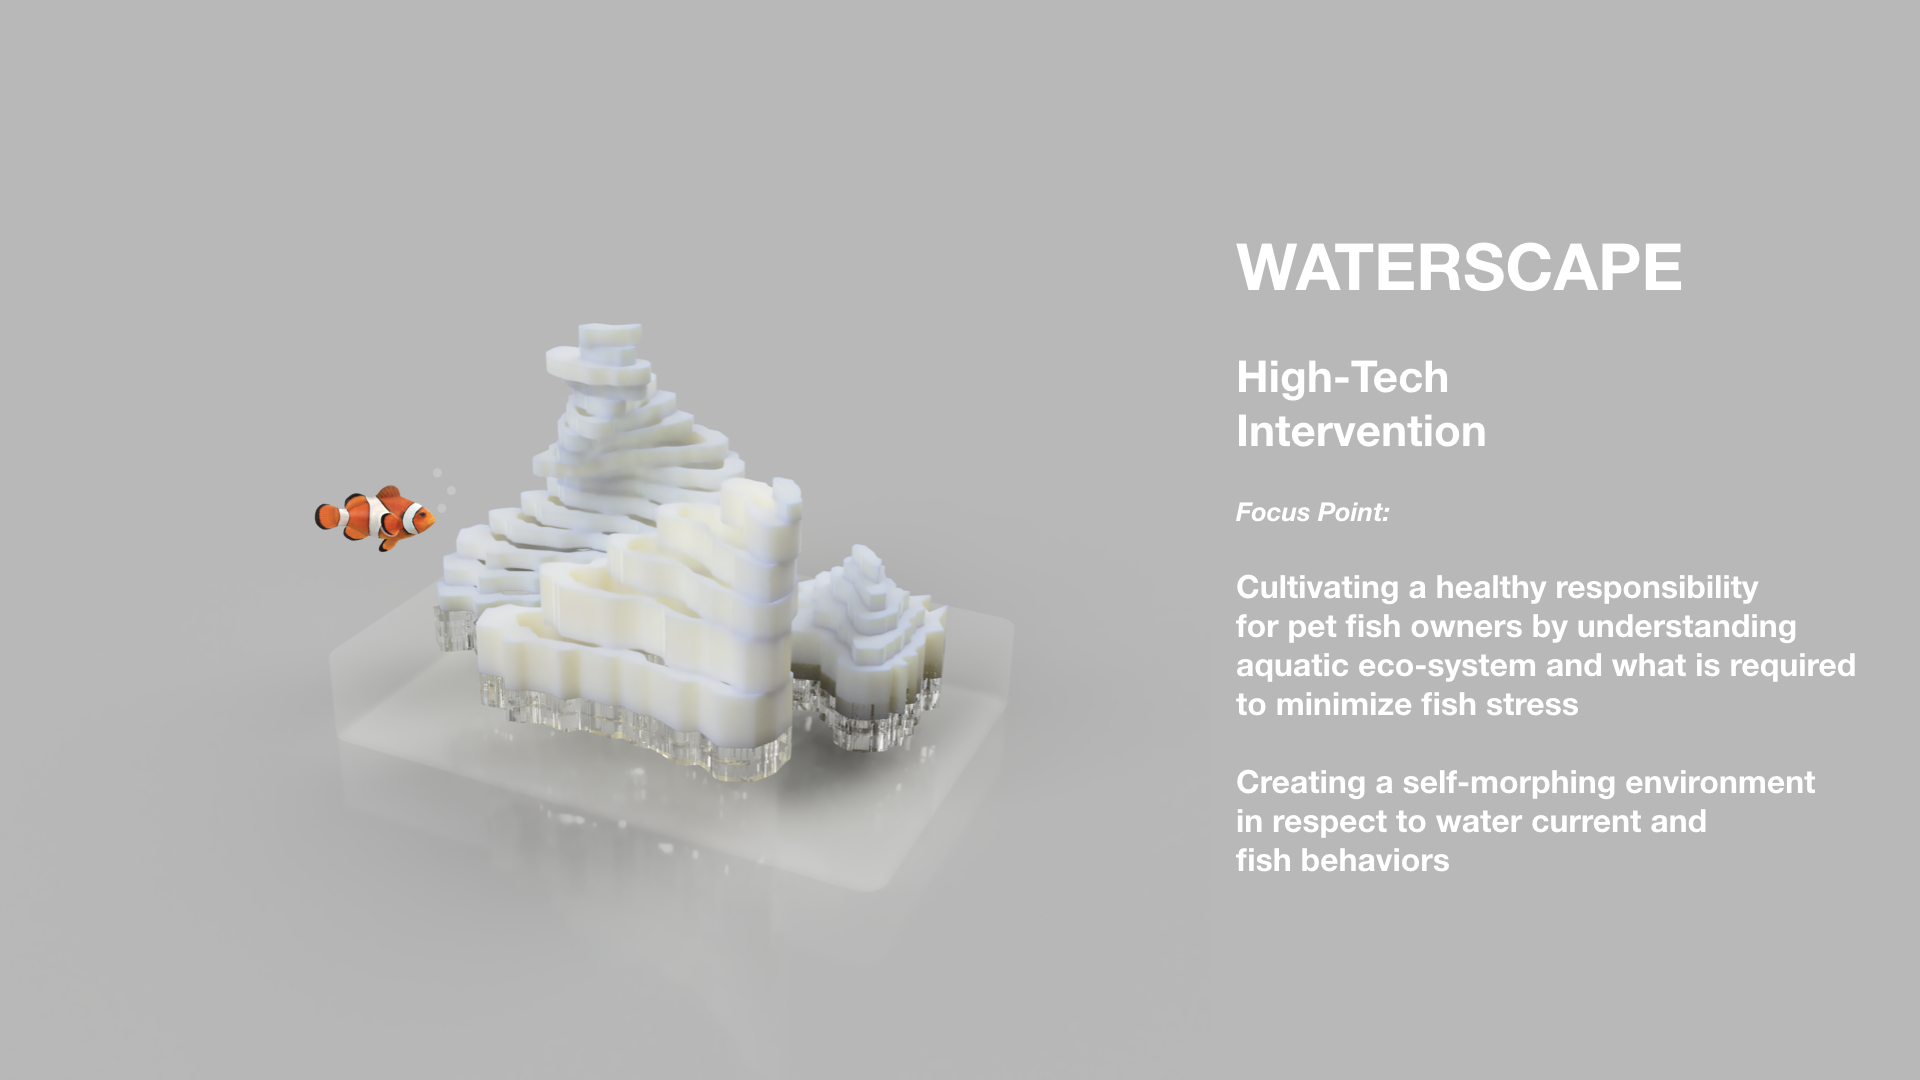 WATERSCAPE
High-Tech
Intervention
Focus Point:
Cultivating a healthy responsibility
for pet fish owners by understanding
aquatic eco-system and what is required
to minimize fish stress
Creating a self-morphing environment
in respect to water current and
fish behaviors